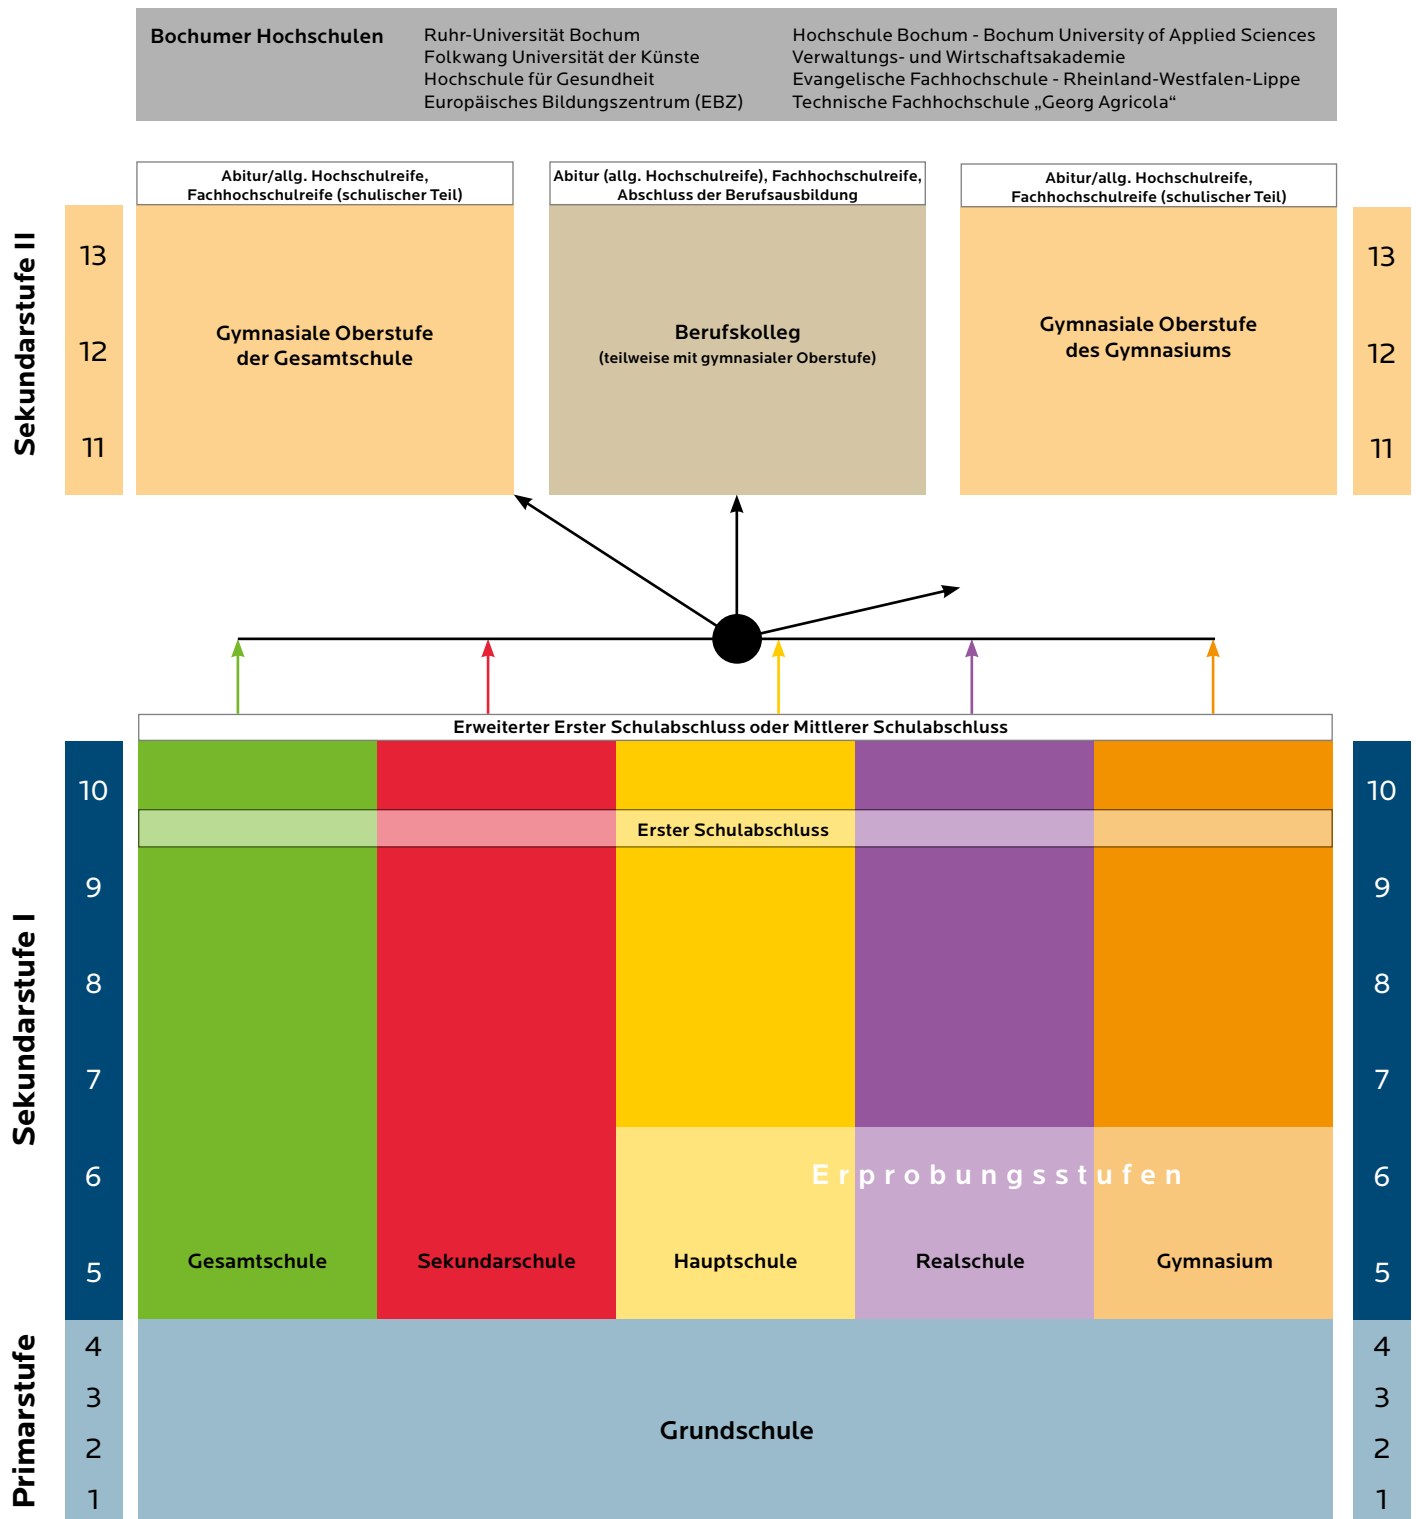 Bochumer Hochschulen
Ruhr-Universität Bochum
Folkwang Universität der Künste
Hochschule für Gesundheit
Europäisches Bildungszentrum (EBZ)
Hochschule Bochum - Bochum University of Applied Sciences
Verwaltungs- und Wirtschaftsakademie
Evangelische Fachhochschule - Rheinland-Westfalen-Lippe
Technische Fachhochschule „Georg Agricola“
Abitur/allg. Hochschulreife,
Fachhochschulreife (schulischer Teil)
Abitur (allg. Hochschulreife), Fachhochschulreife,
Abschluss der Berufsausbildung
Abitur/allg. Hochschulreife,
Fachhochschulreife (schulischer Teil)
Sekundarstufe II
13
12
11
Gymnasiale Oberstufe
der Gesamtschule
Berufskolleg
(teilweise mit gymnasialer Oberstufe)
Gymnasiale Oberstufe
des Gymnasiums
13
12
11
Erweiterter Erster Schulabschluss oder Mittlerer Schulabschluss
Sekundarstufe I
10
9
8
7
6
5
Erster Schulabschluss
Erprobungsstufen
Gesamtschule
Sekundarschule
Hauptschule
Realschule
Gymnasium
10
9
8
7
6
5
Primarstufe
4
3
2
1
Grundschule
4
3
2
1